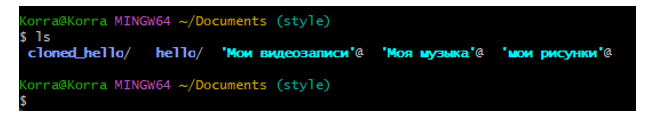 Korra@Korra MINGW64 ~/Documents (style)
$ ls
cloned_hello/ hello/ 'Мои видеозаписи'@ 'Моя музыка'@ 'мои рисунки'@
Korra@Korra MINGW64 ~/Documents (style)
$